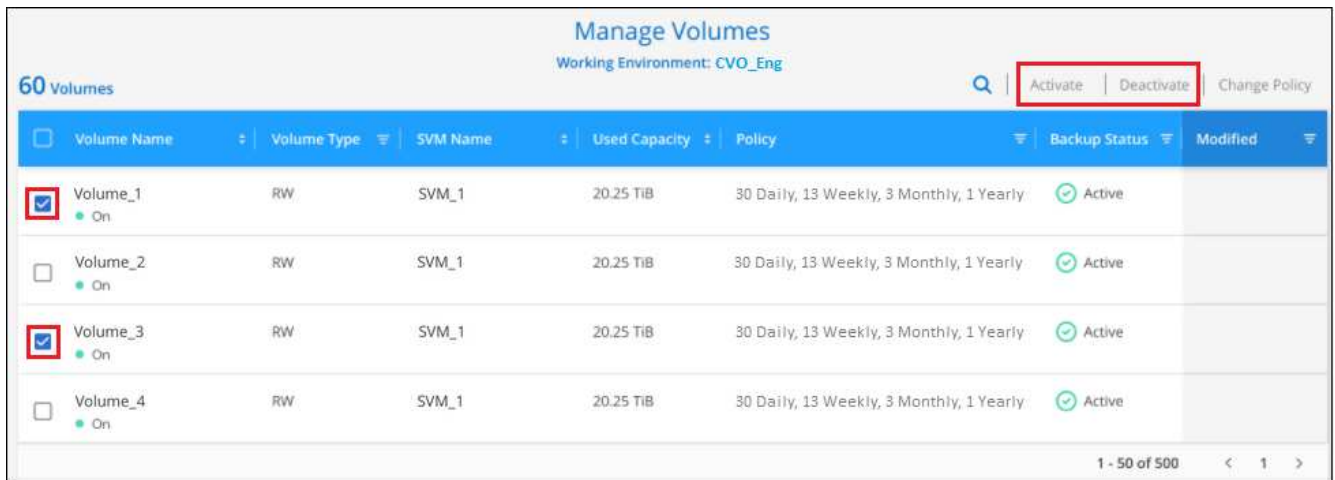 Manage Volumes
Working Environment: CVO_Eng
60 Volumes
Activate | Deactivate | Change Policy
Volume Name Volume Type SVM Name Used Capacity Policy Backup Status Modified
Volume_1 RW SVM_1 20.25 TiB 30 Daily, 13 Weekly, 3 Monthly, 1 Yearly Active
On
Volume_2 RW SVM_1 20.25 TiB 30 Daily, 13 Weekly, 3 Monthly, 1 Yearly Active
On
Volume_3 RW SVM_1 20.25 TiB 30 Daily, 13 Weekly, 3 Monthly, 1 Yearly Active
On
Volume_4 RW SVM_1 20.25 TiB 30 Daily, 13 Weekly, 3 Monthly, 1 Yearly Active
On
1 - 50 of 500 < 1 >